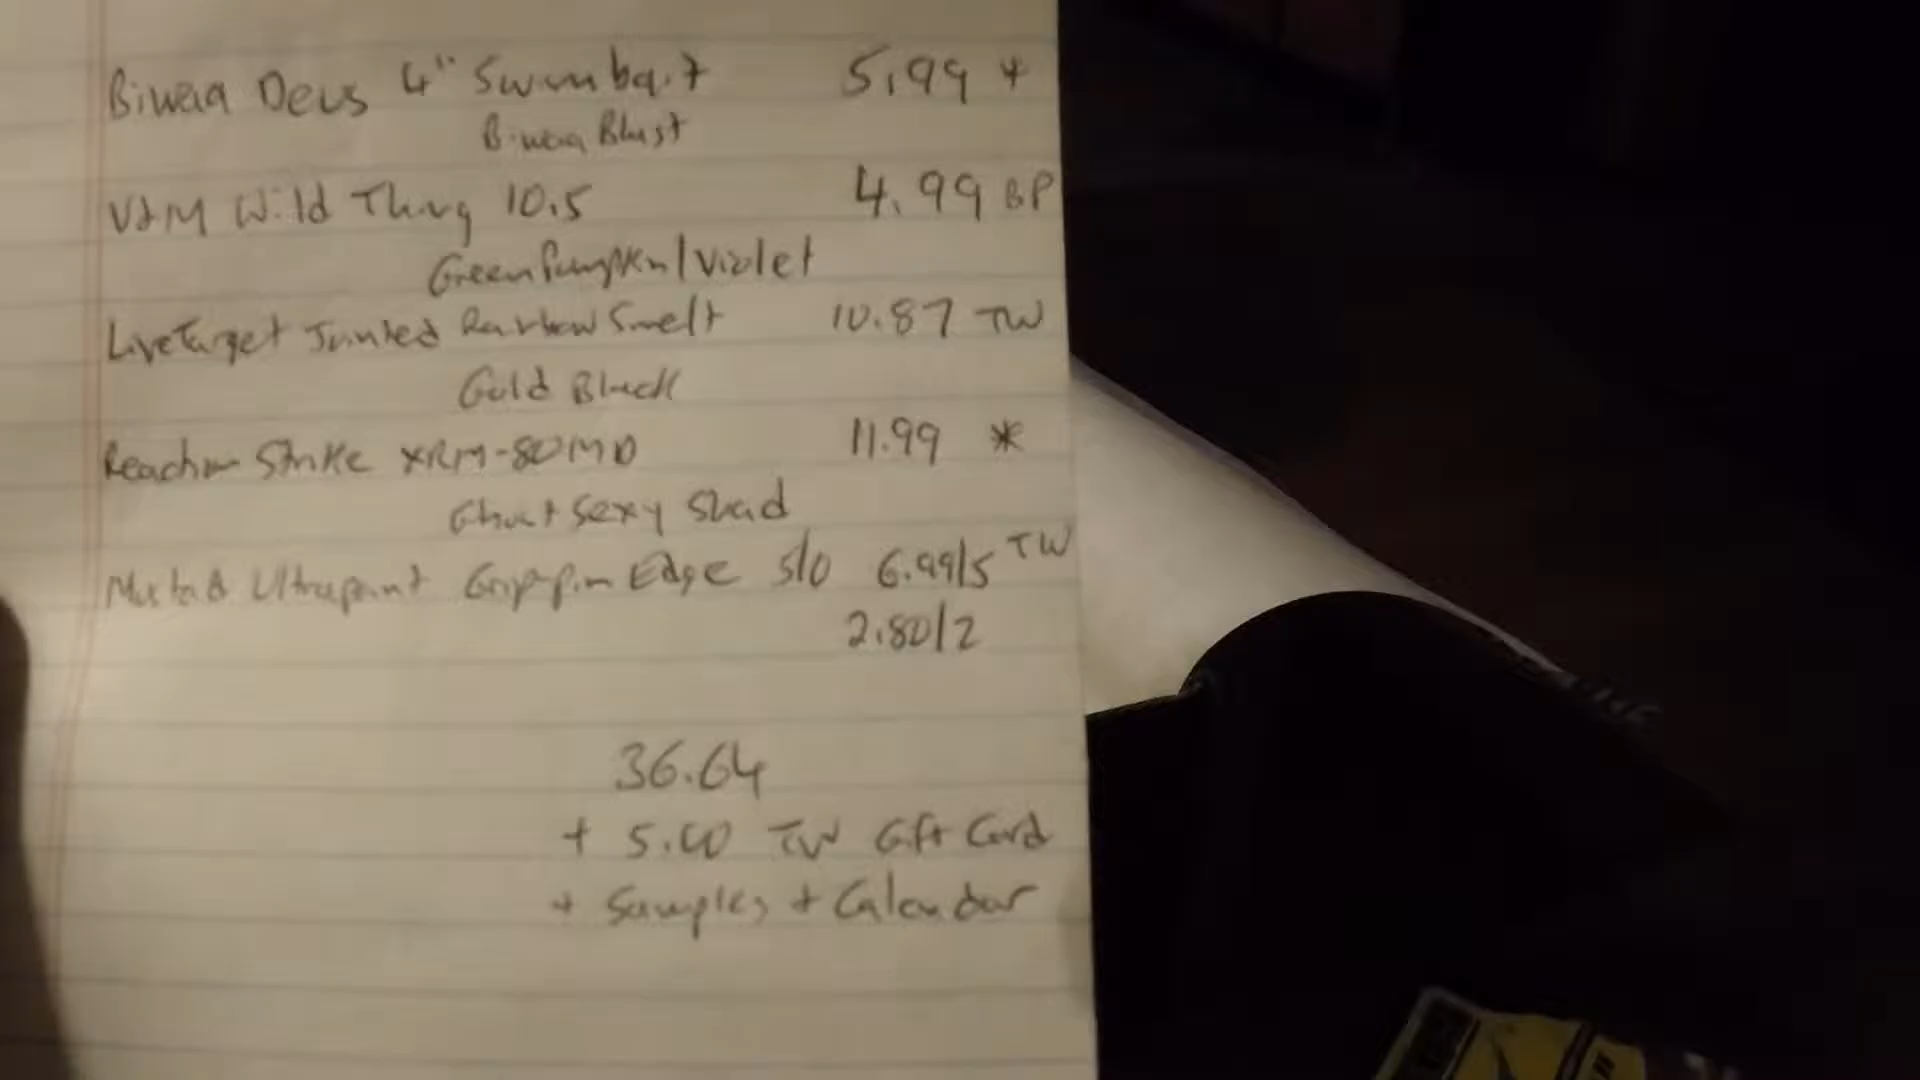 Biwaa Deus 4" Swimbait 5.99 *
Biwaa Blast
V&M Wild Thing 10.5 4.99 BP
Green Pumpkin/Violet
LiveTarget Jointed Rainbow Smelt 10.87 TW
Gold Black
Reaction Strike XRM-80MD 11.99 *
Ghost Sexy Shad
Mustad Ultrapoint Grip-pin Edge 5/0 6.99/5 TW
2.80/2
36.64
+ 5.00 TW Gift Card
+ Samples + Calendar